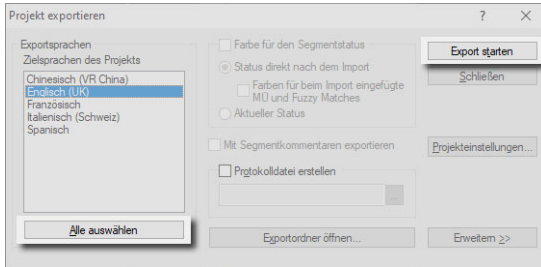 Projekt exportieren
Exportsprachen
Zielsprachen des Projekts
Chinesisch (VR China)
Englisch (UK)
Französisch
Italienisch (Schweiz)
Spanisch
Alle auswählen
Farbe für den Segmentstatus
Status direkt nach dem Import
Farben für beim Import eingefügte
MÜ und Fuzzy Matches
Aktueller Status
Mit Segmentkommentaren exportieren
Protokolldatei erstellen
...
Exportordner öffnen...
Export starten
Schließen
Projekteinstellungen...
Erweitern >>